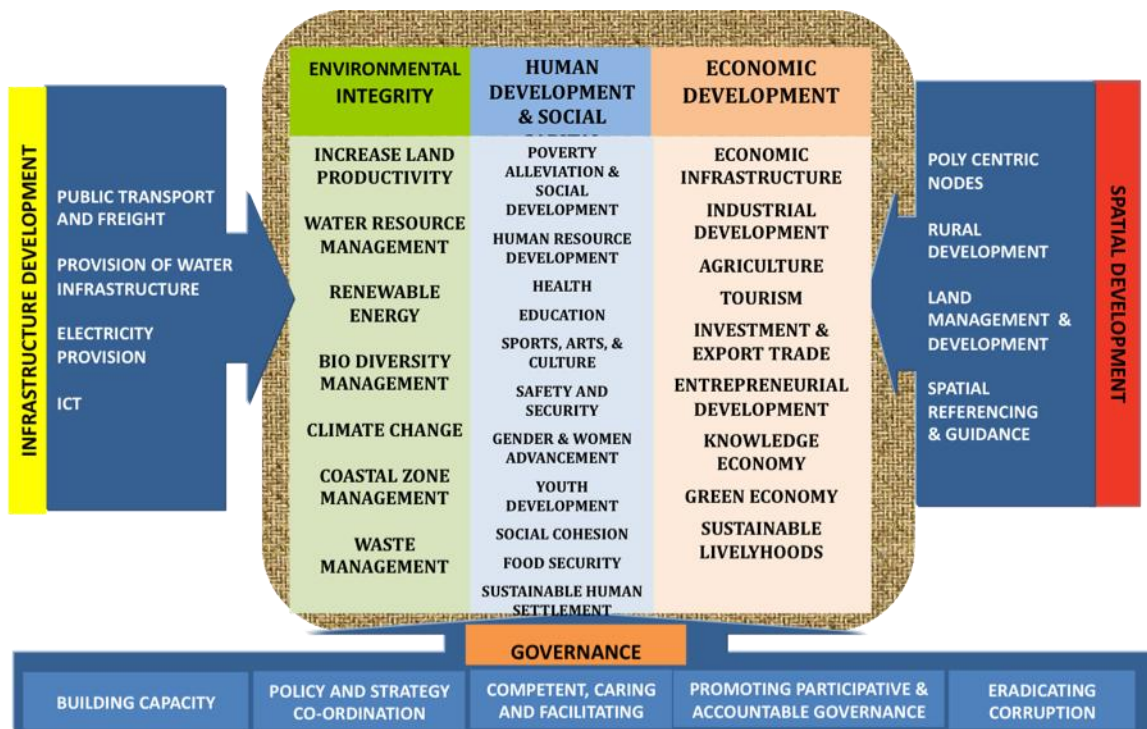 INFRASTRUCTURE DEVELOPMENT
PUBLIC TRANSPORT
AND FREIGHT
PROVISION OF WATER
INFRASTRUCTURE
ELECTRICITY
PROVISION
ICT
ENVIRONMENTAL
INTEGRITY
INCREASE LAND
PRODUCTIVITY
WATER RESOURCE
MANAGEMENT
RENEWABLE
ENERGY
BIO DIVERSITY
MANAGEMENT
CLIMATE CHANGE
COASTAL ZONE
MANAGEMENT
WASTE
MANAGEMENT
HUMAN
DEVELOPMENT
& SOCIAL
POVERTY
ALLEVIATION &
SOCIAL
DEVELOPMENT
HUMAN RESOURCE
DEVELOPMENT
HEALTH
EDUCATION
SPORTS, ARTS, &
CULTURE
SAFETY AND
SECURITY
GENDER & WOMEN
ADVANCEMENT
YOUTH
DEVELOPMENT
SOCIAL COHESION
FOOD SECURITY
SUSTAINABLE HUMAN
SETTLEMENT
ECONOMIC
DEVELOPMENT
ECONOMIC
INFRASTRUCTURE
INDUSTRIAL
DEVELOPMENT
AGRICULTURE
TOURISM
INVESTMENT &
EXPORT TRADE
ENTREPRENEURIAL
DEVELOPMENT
KNOWLEDGE
ECONOMY
GREEN ECONOMY
SUSTAINABLE
LIVELYHOODS
POLY CENTRIC
NODES
RURAL
DEVELOPMENT
LAND
MANAGEMENT &
DEVELOPMENT
SPATIAL
REFERENCING
& GUIDANCE
SPATIAL DEVELOPMENT
GOVERNANCE
BUILDING CAPACITY
POLICY AND STRATEGY
CO-ORDINATION
COMPETENT, CARING
AND FACILITATING
PROMOTING PARTICIPATIVE &
ACCOUNTABLE GOVERNANCE
ERADICATING
CORRUPTION